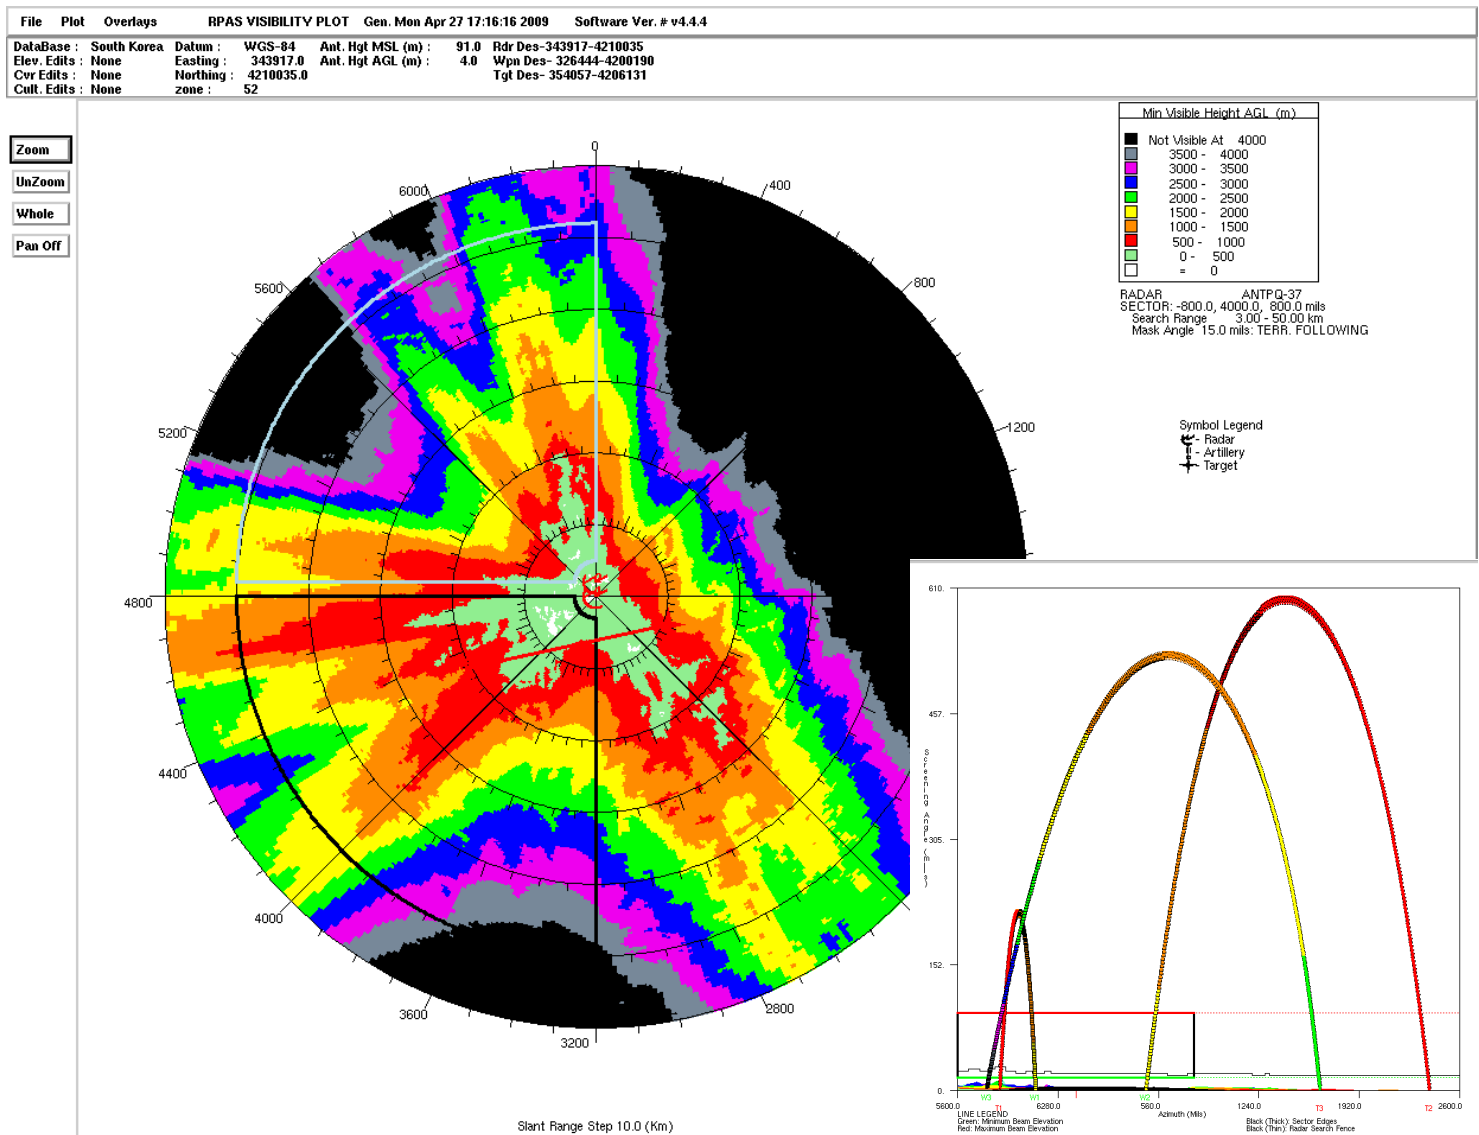 File Plot Overlays RPAS VISIBILITY PLOT Gen. Mon Apr 27 17:16:16 2009 Software Ver. # v4.4.4
DataBase : South Korea Datum : WGS-84 Ant. Hgt MSL (m) : 91.0 Rdr Des-343917-4210035
Elev. Edits : None Easting : 343917.0 Ant. Hgt AGL (m) : 4.0 Wpn Des- 326444-4200190
Cvr Edits : None Northing : 4210035.0 Tgt Des- 354057-4206131
Cult. Edits : None zone : 52
Zoom
UnZoom
Whole
Pan Off
Min Visible Height AGL (m)
Not Visible At 4000
3500 - 4000
3000 - 3500
2500 - 3000
2000 - 2500
1500 - 2000
1000 - 1500
500 - 1000
0 - 500
= 0
RADAR ANTPQ-37
SECTOR: -800.0, 4000.0, 800.0 mils
Search Range 3.00 - 50.00 km
Mask Angle 15.0 mils: TERR. FOLLOWING
Symbol Legend
- Radar
- Artillery
- Target
0
400
800
1200
2800
3200
3600
4000
4400
4800
5200
5600
6000
Slant Range Step 10.0 (Km)
610.
457.
305.
152.
0.
Screening Angle (mils)
W3 W1 W2 T3 T2
T1
5600.0 6280.0 560.0 1240.0 1920.0 2600.0
Azimuth (Mils)
LINE LEGEND
Green: Minimum Beam Elevation Black (Thick): Sector Edges
Red: Maximum Beam Elevation Black (Thin): Radar Search Fence